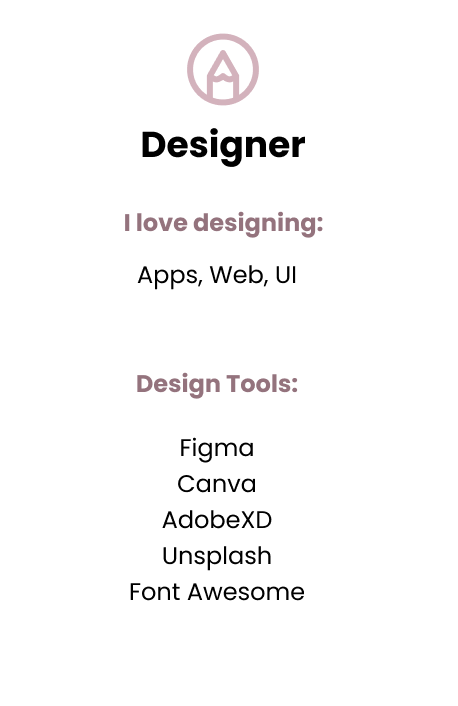 Designer
I love designing:
Apps, Web, UI
Design Tools:
Figma
Canva
AdobeXD
Unsplash
Font Awesome